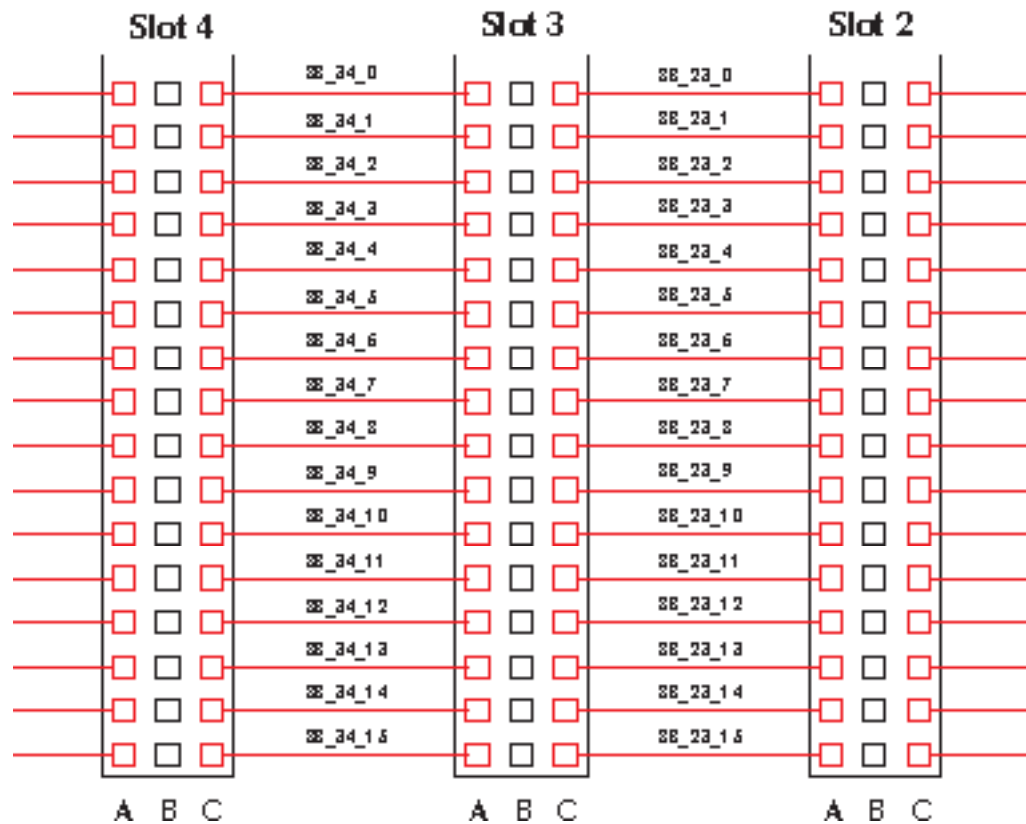 Slot 4 Slot 3 Slot 2
SB_34_0 SB_23_0
SB_34_1 SB_23_1
SB_34_2 SB_23_2
SB_34_3 SB_23_3
SB_34_4 SB_23_4
SB_34_5 SB_23_5
SB_34_6 SB_23_6
SB_34_7 SB_23_7
SB_34_8 SB_23_8
SB_34_9 SB_23_9
SB_34_10 SB_23_10
SB_34_11 SB_23_11
SB_34_12 SB_23_12
SB_34_13 SB_23_13
SB_34_14 SB_23_14
SB_34_15 SB_23_15
A B C A B C A B C